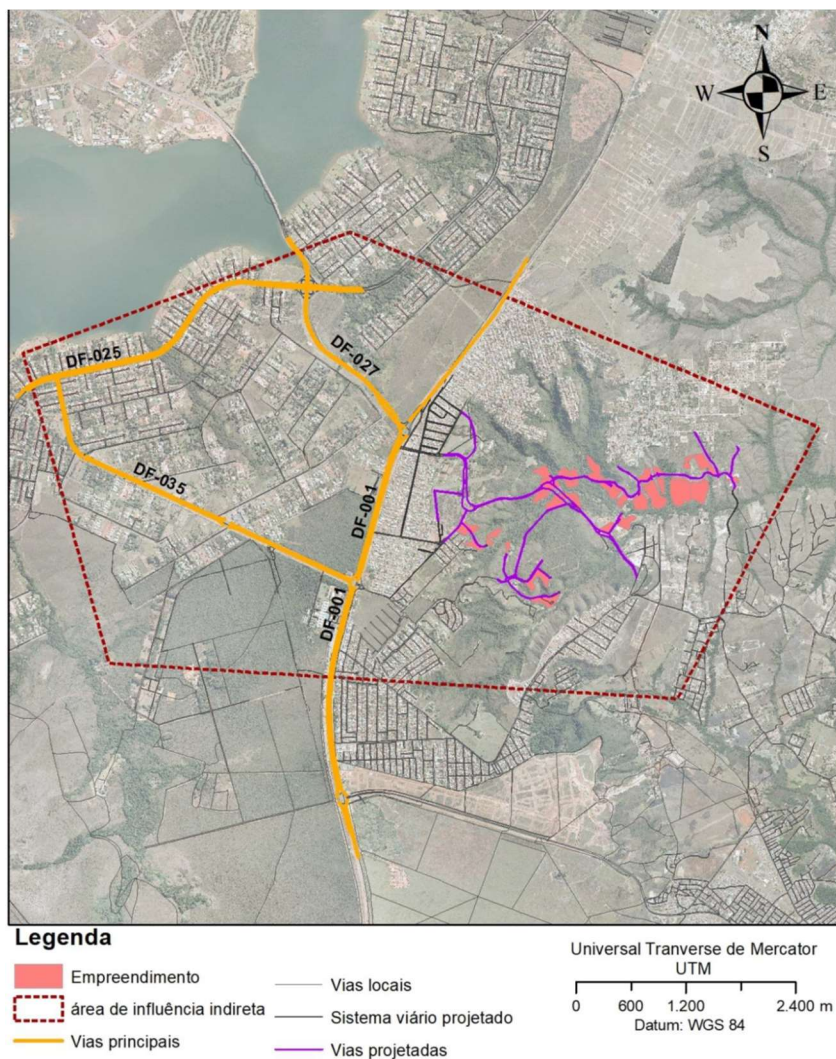 N
W
E
S
DF-025
DF-027
DF-035
DF-001
DF-001
Legenda
Empreendimento
área de influência indireta
Vias principais
Vias locais
Sistema viário projetado
Vias projetadas
Universal Tranverse de Mercator
UTM
0 600 1.200 2.400 m
Datum: WGS 84